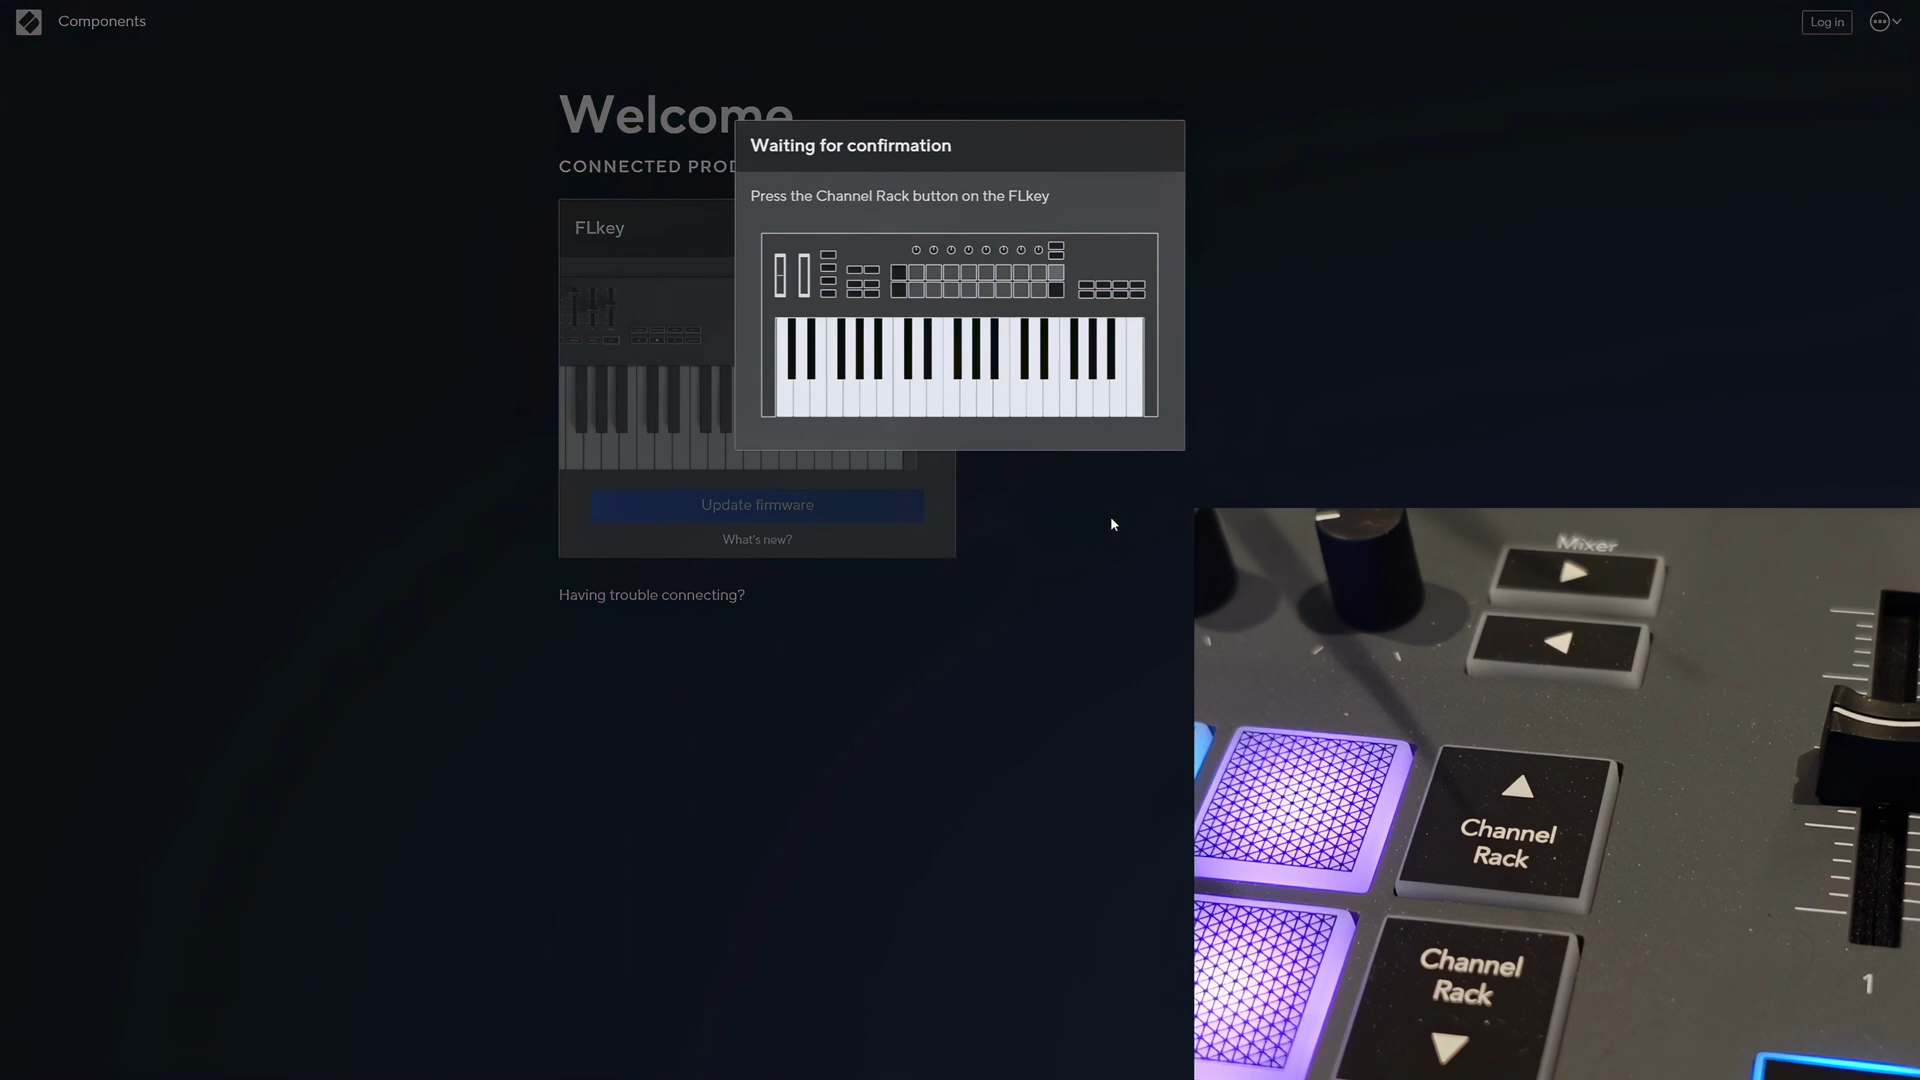 Components
Log in
Welcome
CONNECTED PROD
Waiting for confirmation
Press the Channel Rack button on the FLkey
FLkey
Update firmware
What's new?
Having trouble connecting?
Mixer
Channel
Rack
Channel
Rack
1